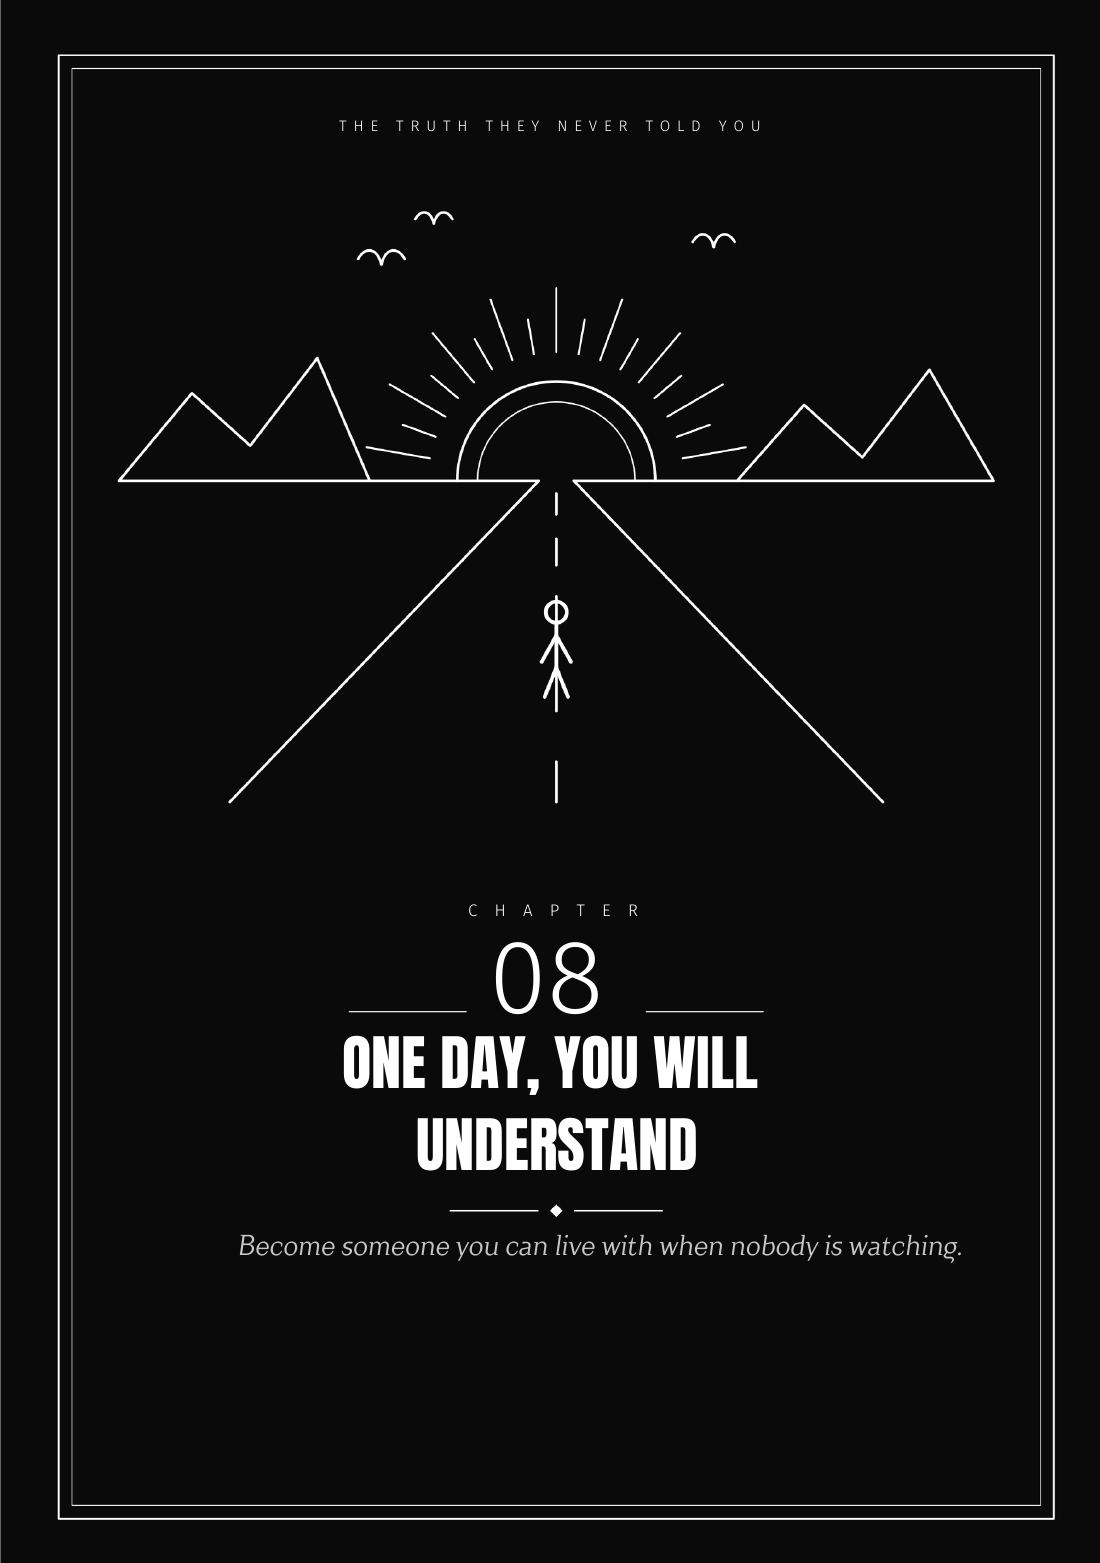 THE TRUTH THEY NEVER TOLD YOU
CHAPTER
08
ONE DAY, YOU WILL
UNDERSTAND
Become someone you can live with when nobody is watching.